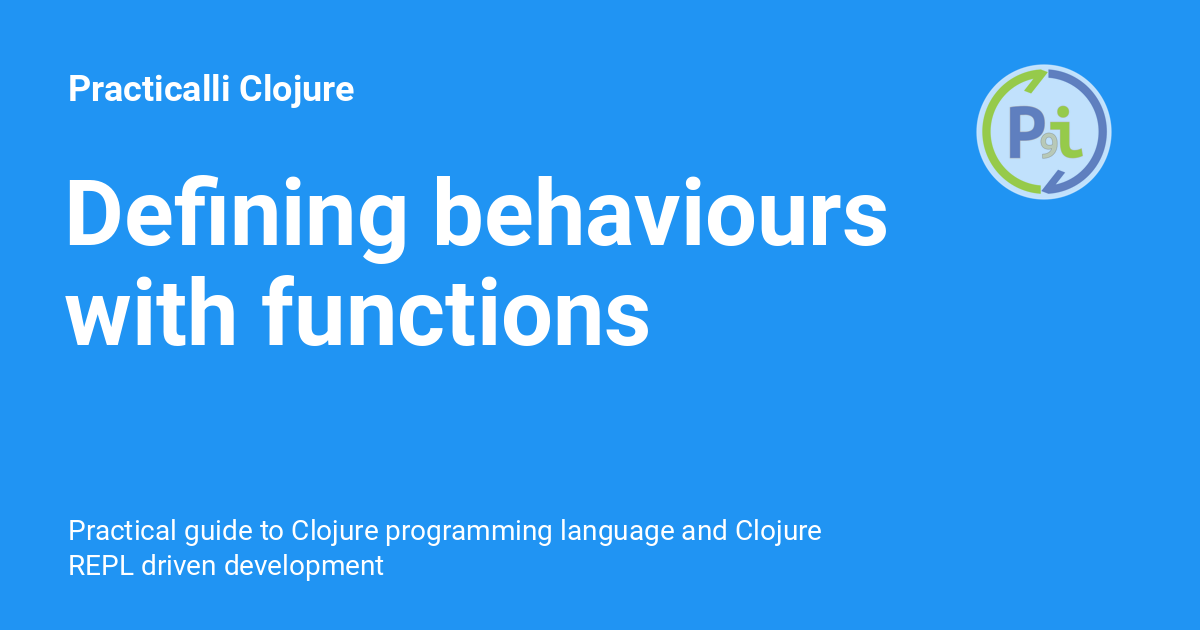 Practicalli Clojure
P9i
Defining behaviours
with functions
Practical guide to Clojure programming language and Clojure
REPL driven development